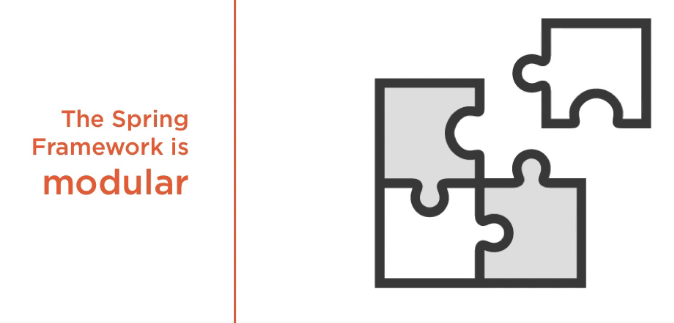 The Spring
Framework is
modular